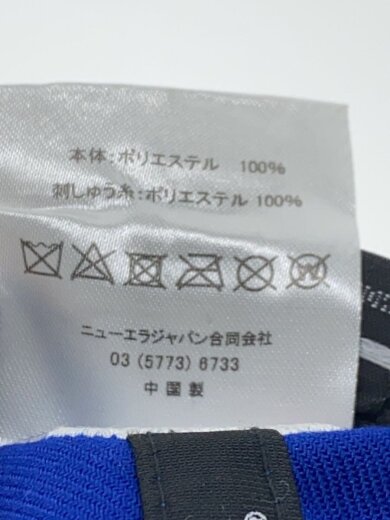 本体:ポリエステル 100%
刺しゅう糸:ポリエステル 100%
ニューエラジャパン合同会社
03 (5773) 6733
中国製